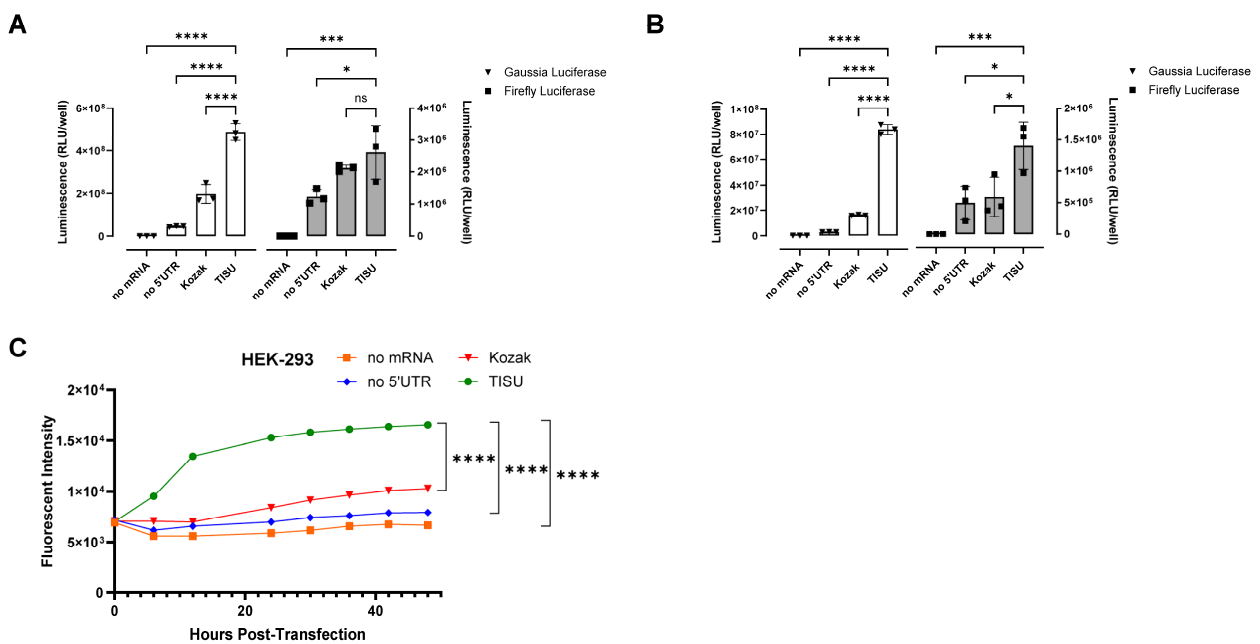 A
B
**** ***
**** *
**** ns
Gaussia Luciferase
Firefly Luciferase
Luminescence (RLU/well)
6×10⁸
4×10⁸
2×10⁸
0
4×10⁶
3×10⁶
2×10⁶
1×10⁶
0
Luminescence (RLU/well)
no mRNA
no 5'UTR
Kozak
TISU
no mRNA
no 5'UTR
Kozak
TISU
**** ***
**** *
**** *
Gaussia Luciferase
Firefly Luciferase
Luminescence (RLU/well)
1×10⁸
8×10⁷
6×10⁷
4×10⁷
2×10⁷
0
2×10⁶
1.5×10⁶
1×10⁶
5×10⁵
0
Luminescence (RLU/well)
no mRNA
no 5'UTR
Kozak
TISU
no mRNA
no 5'UTR
Kozak
TISU
C
HEK-293
no mRNA
Kozak
no 5'UTR
TISU
Fluorescent Intensity
2×10⁴
1.5×10⁴
1×10⁴
5×10³
0
**** **** ****
0 20 40
Hours Post-Transfection